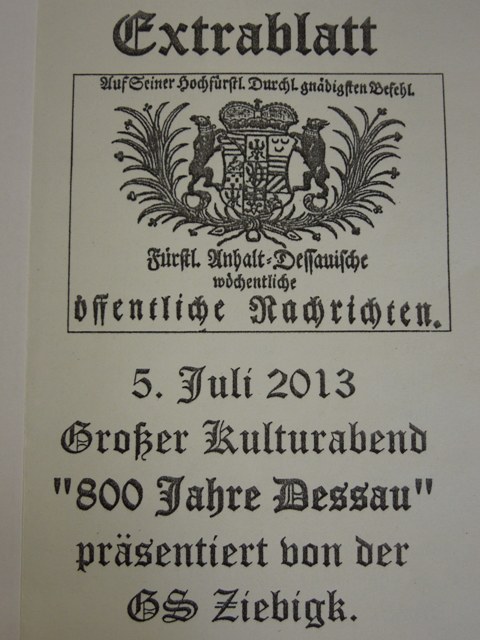 Extrablatt
Auf Seiner Hochfürstl. Durchl. gnädigsten Befehl.
Fürstl. Anhalt-Dessauische
wöchentliche
öffentliche Nachrichten.
5. Juli 2013
Großer Kulturabend
"800 Jahre Dessau"
präsentiert von der
GS Ziebigk.